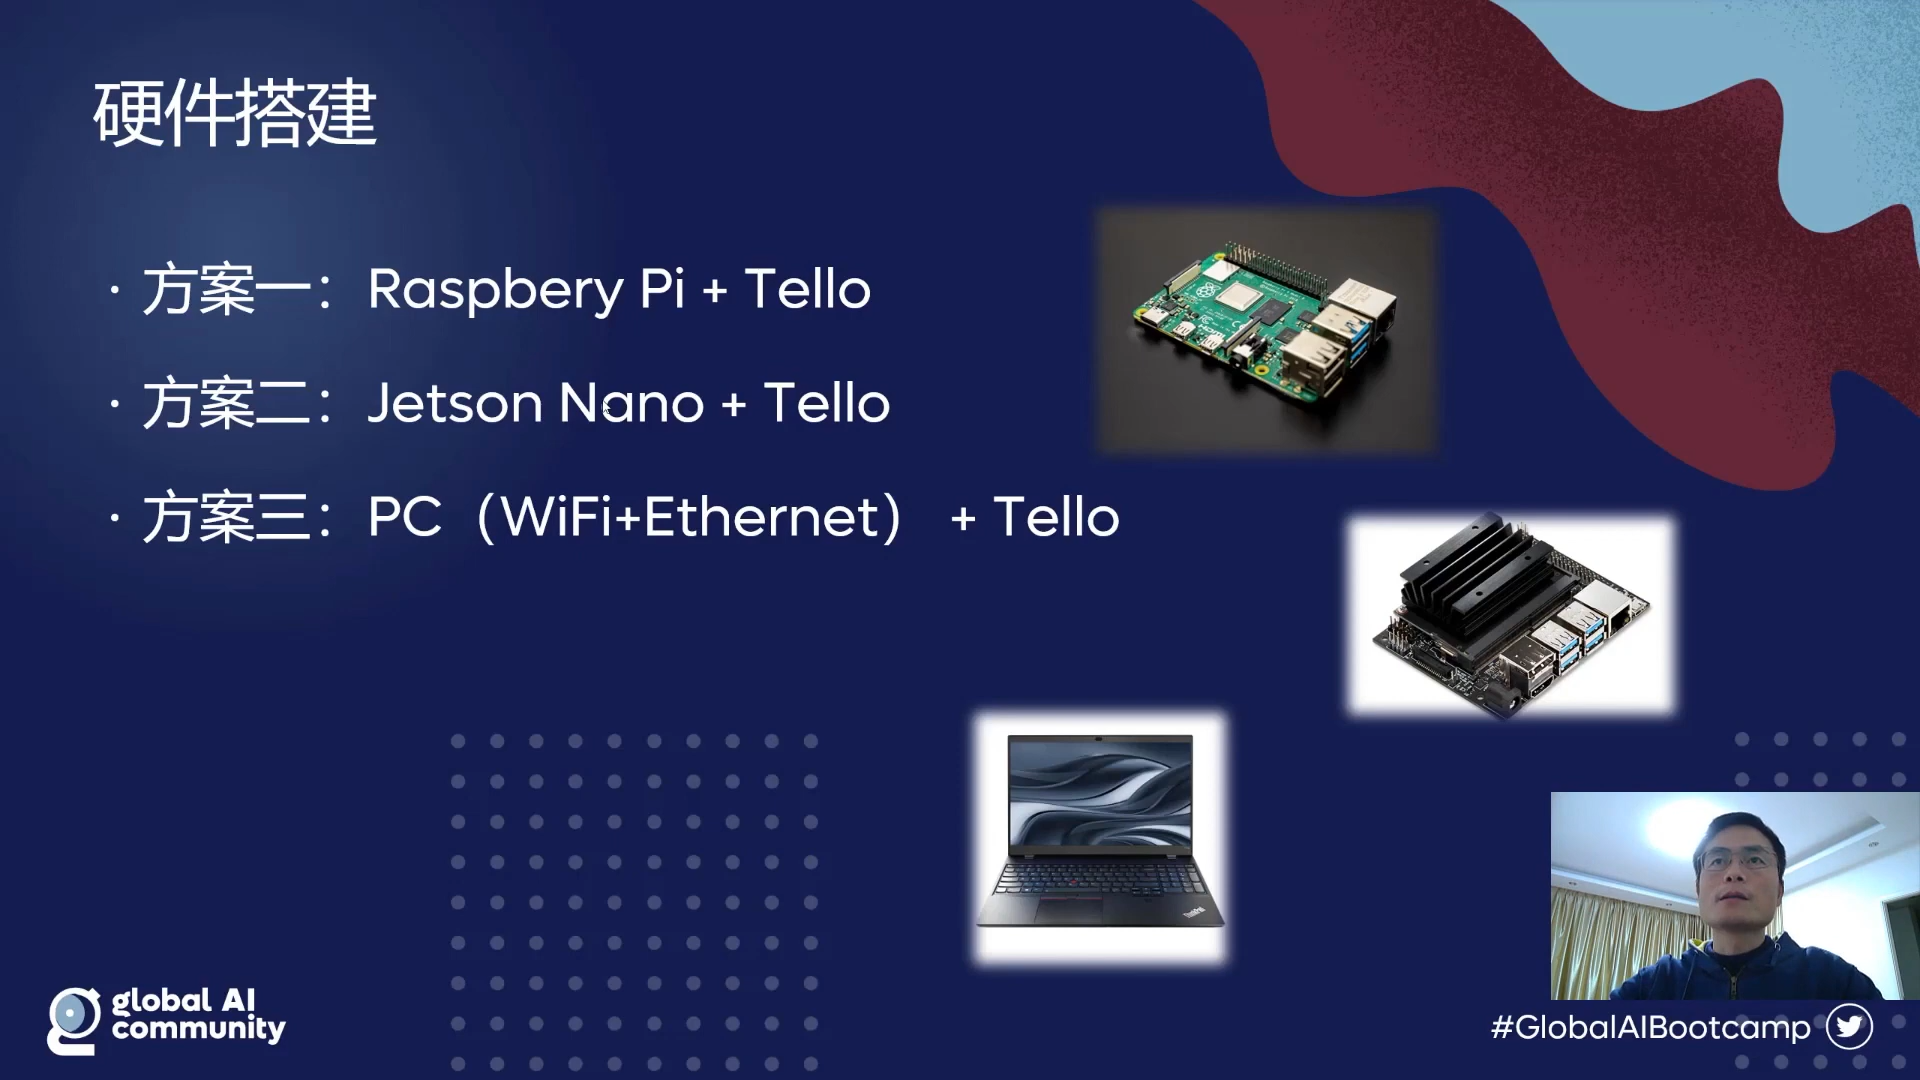 硬件搭建
· 方案一：Raspbery Pi + Tello
· 方案二：Jetson Nano + Tello
· 方案三：PC（WiFi+Ethernet） + Tello
ThinkPad
global AI
community
#GlobalAIBootcamp